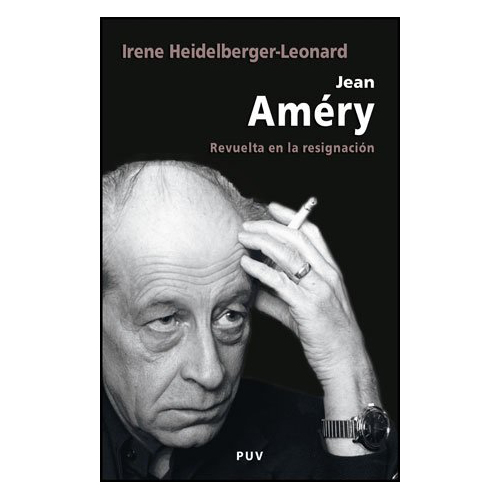 Irene Heidelberger-Leonard
Jean
Améry
Revuelta en la resignación
PUV